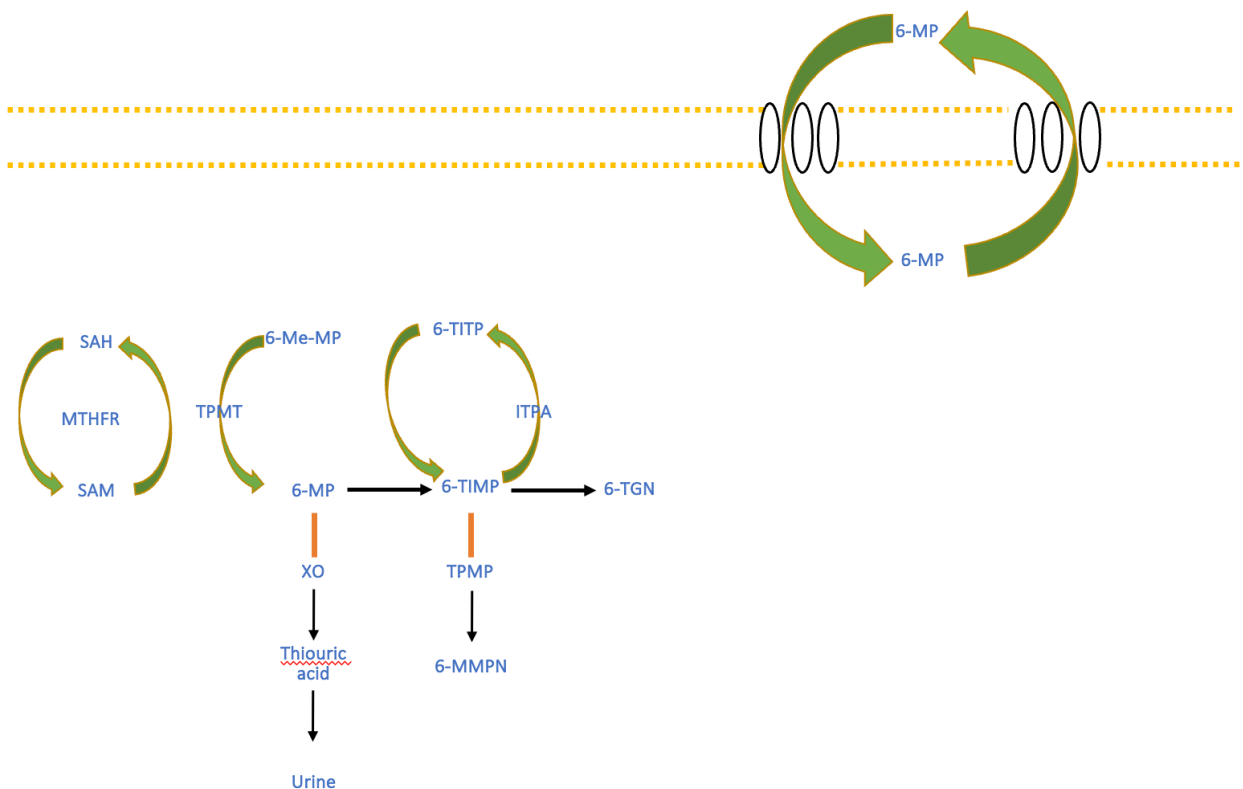 6-MP
6-MP
SAH
6-Me-MP
6-TITP
MTHFR
TPMT
ITPA
SAM
6-MP
6-TIMP
6-TGN
XO
TPMP
Thiouric
acid
6-MMPN
Urine